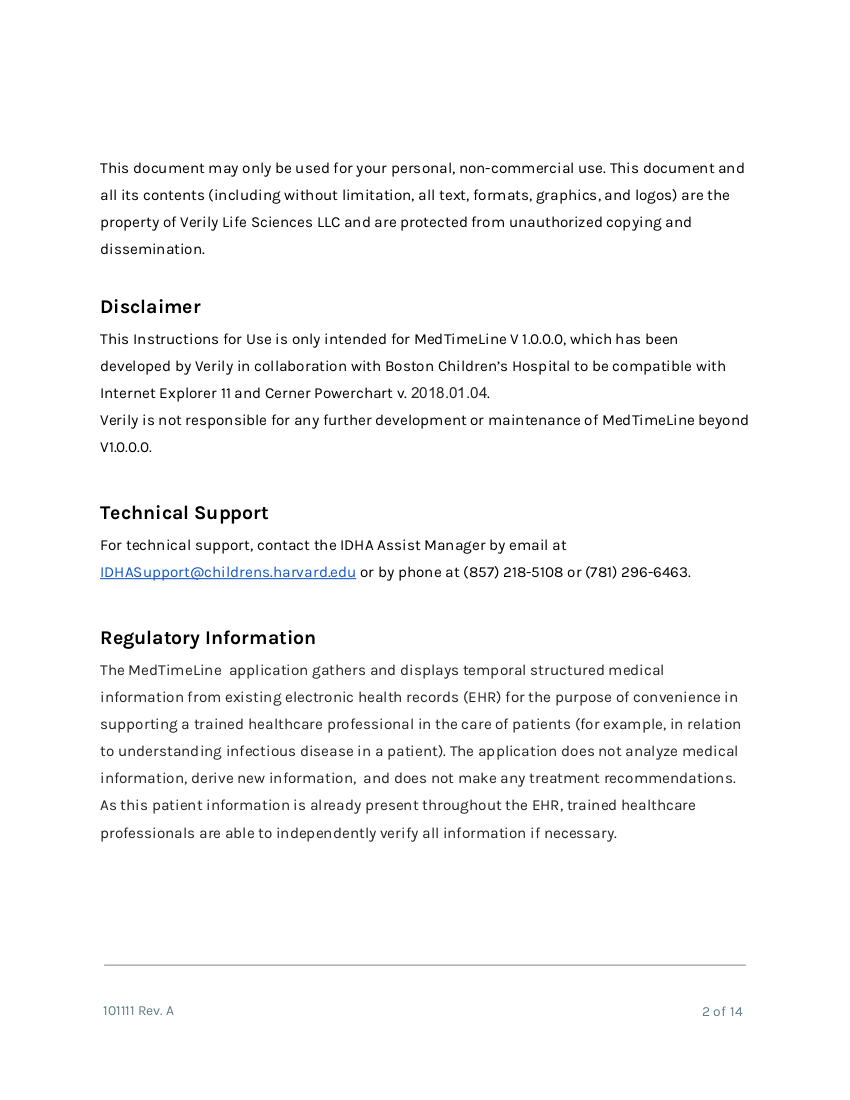 This document may only be used for your personal, non-commercial use. This document and
all its contents (including without limitation, all text, formats, graphics, and logos) are the
property of Verily Life Sciences LLC and are protected from unauthorized copying and
dissemination.
Disclaimer
This Instructions for Use is only intended for MedTimeLine V 1.0.0.0, which has been
developed by Verily in collaboration with Boston Children’s Hospital to be compatible with
Internet Explorer 11 and Cerner Powerchart v. 2018.01.04.
Verily is not responsible for any further development or maintenance of MedTimeLine beyond
V1.0.0.0.
Technical Support
For technical support, contact the IDHA Assist Manager by email at
IDHASupport@childrens.harvard.edu or by phone at (857) 218-5108 or (781) 296-6463.
Regulatory Information
The MedTimeLine  application gathers and displays temporal structured medical
information from existing electronic health records (EHR) for the purpose of convenience in
supporting a trained healthcare professional in the care of patients (for example, in relation
to understanding infectious disease in a patient). The application does not analyze medical
information, derive new information,  and does not make any treatment recommendations.
As this patient information is already present throughout the EHR, trained healthcare
professionals are able to independently verify all information if necessary.
101111 Rev. A
2 of 14